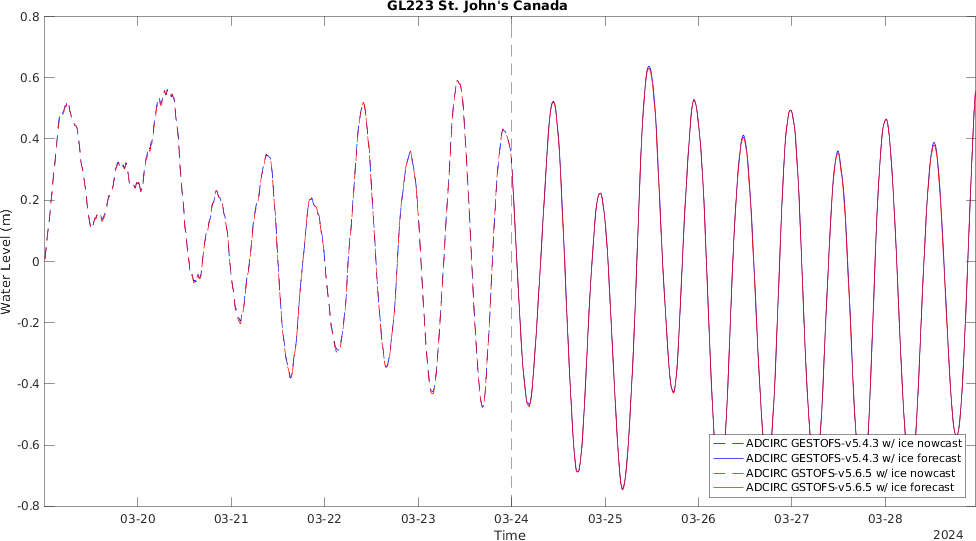 GL223 St. John's Canada
0.8
0.6
0.4
0.2
0
-0.2
-0.4
-0.6
-0.8
Water Level (m)
ADCIRC GESTOFS-v5.4.3 w/ ice nowcast
ADCIRC GESTOFS-v5.4.3 w/ ice forecast
ADCIRC GSTOFS-v5.6.5 w/ ice nowcast
ADCIRC GSTOFS-v5.6.5 w/ ice forecast
03-20 03-21 03-22 03-23 03-24 03-25 03-26 03-27 03-28
Time
2024